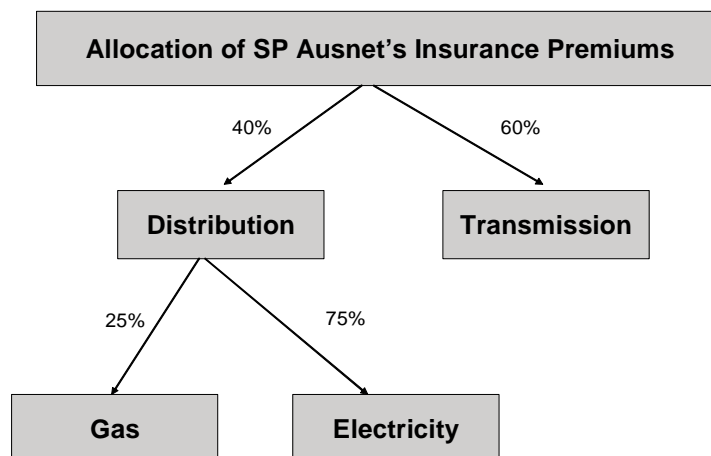 Allocation of SP Ausnet's Insurance Premiums
40%
60%
Distribution
Transmission
25%
75%
Gas
Electricity